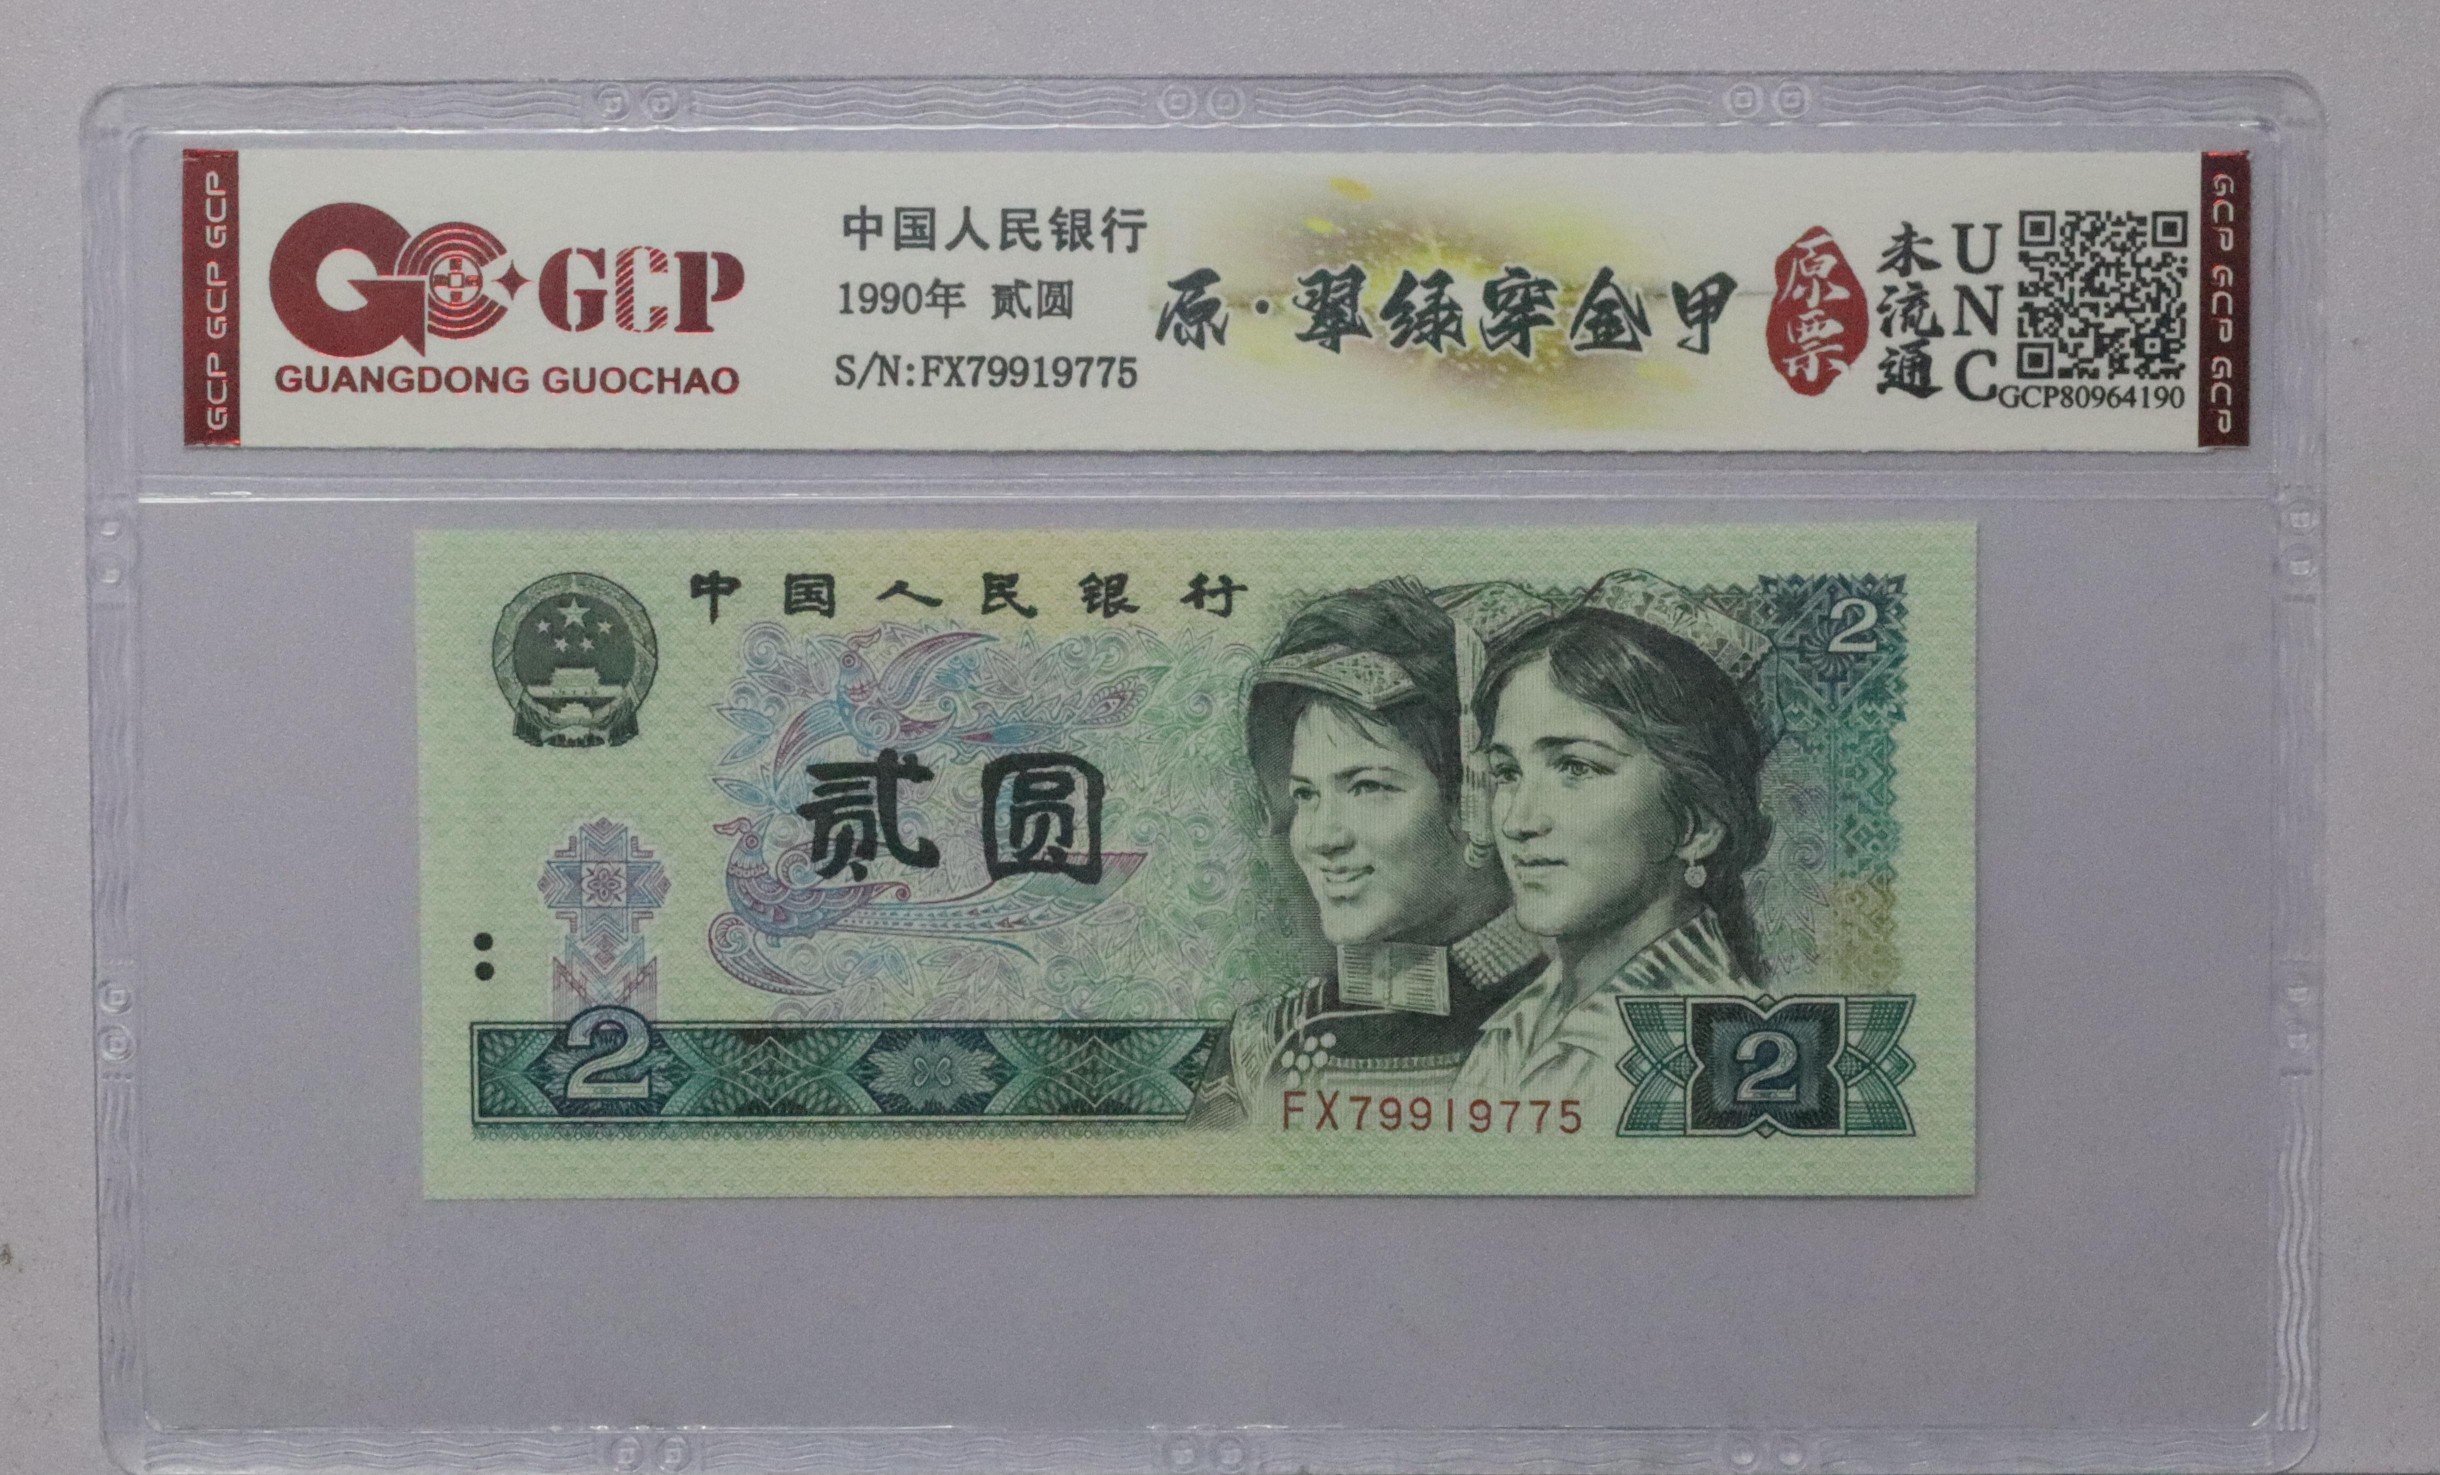 GCP GCP GCP
GCP
GUANGDONG GUOCHAO
中国人民银行
1990年 贰圆
S/N:FX79919775
原·翠绿穿金甲
原票
未流通
UNC
GCP80964190
GCP GCP GCP
中国人民银行
2
贰圆
2
2
FX79919775